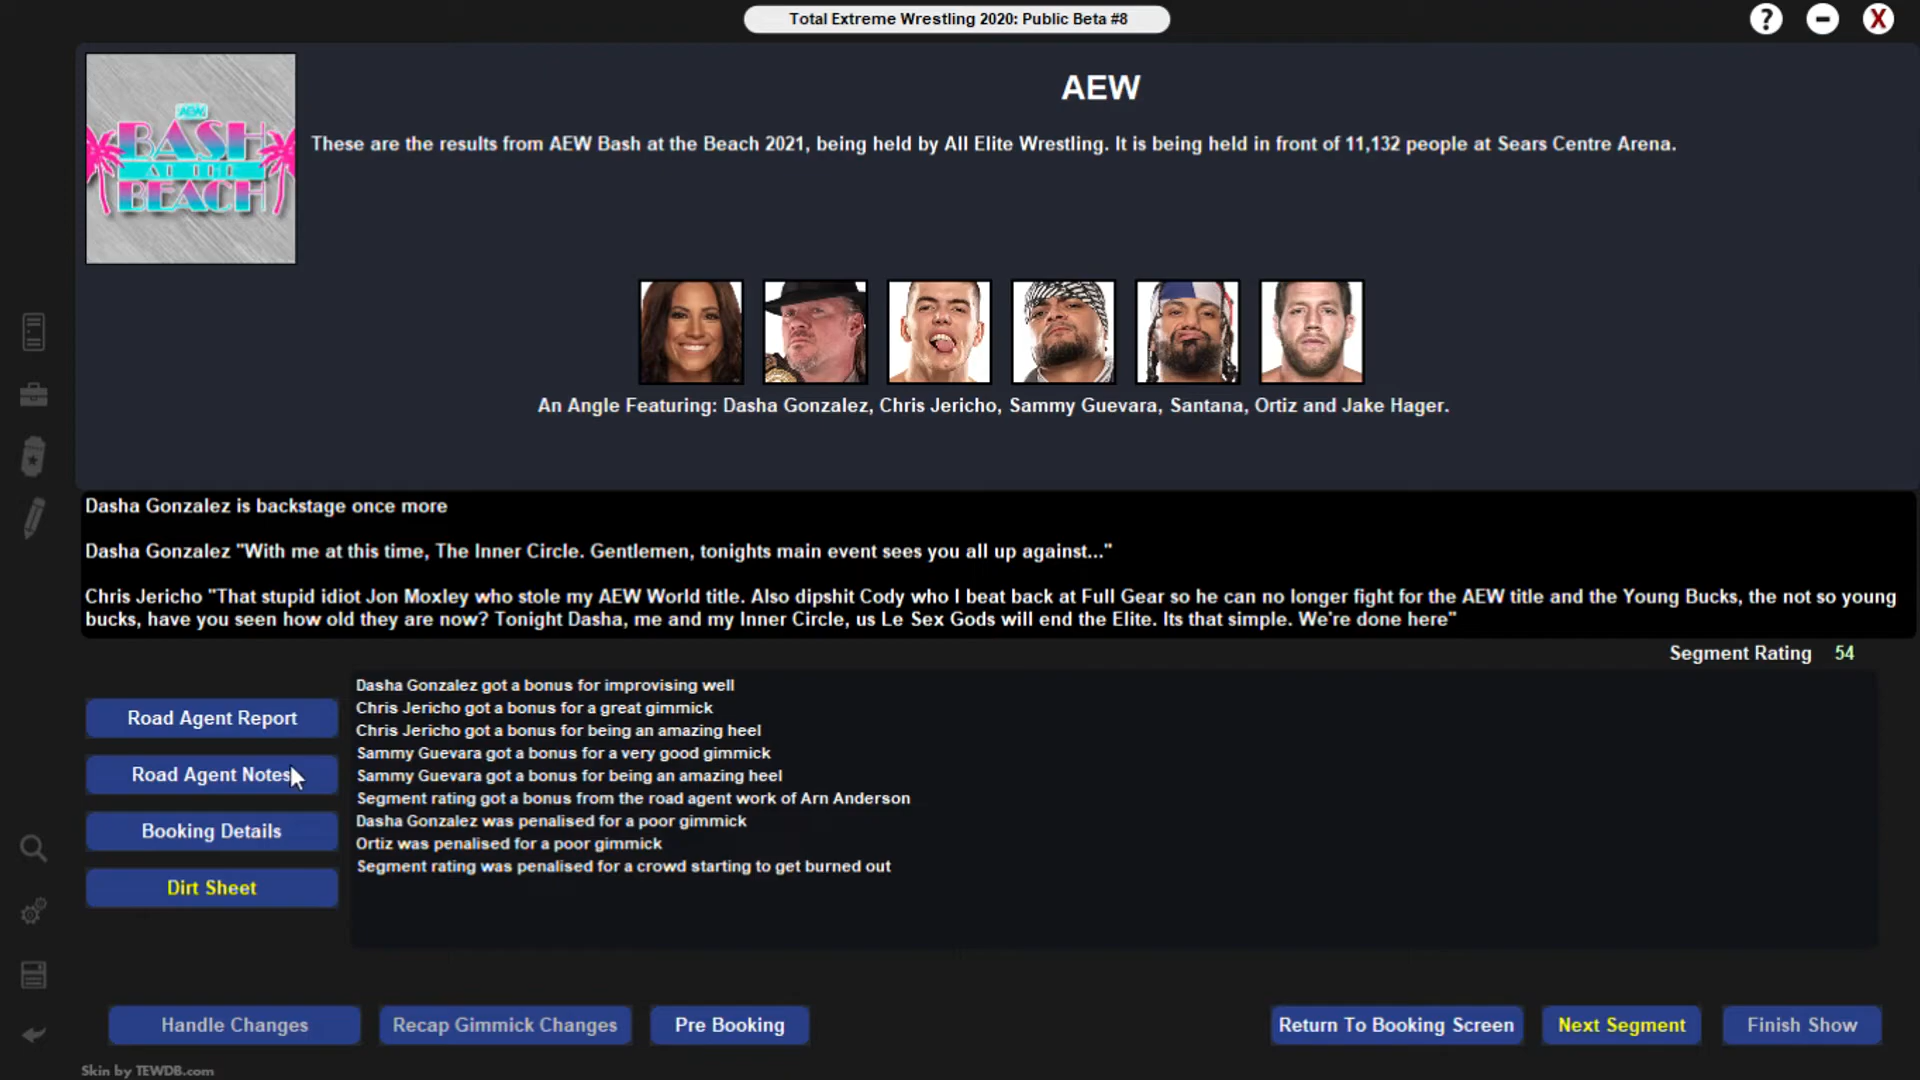 Total Extreme Wrestling 2020: Public Beta #8
?
X
AEW
AEW
BASH
AT THE
BEACH
These are the results from AEW Bash at the Beach 2021, being held by All Elite Wrestling. It is being held in front of 11,132 people at Sears Centre Arena.
An Angle Featuring: Dasha Gonzalez, Chris Jericho, Sammy Guevara, Santana, Ortiz and Jake Hager.
Dasha Gonzalez is backstage once more
Dasha Gonzalez "With me at this time, The Inner Circle. Gentlemen, tonights main event sees you all up against..."
Chris Jericho "That stupid idiot Jon Moxley who stole my AEW World title. Also dipshit Cody who I beat back at Full Gear so he can no longer fight for the AEW title and the Young Bucks, the not so young
bucks, have you seen how old they are now? Tonight Dasha, me and my Inner Circle, us Le Sex Gods will end the Elite. Its that simple. We're done here"
Segment Rating 54
Road Agent Report
Road Agent Notes
Booking Details
Dirt Sheet
Dasha Gonzalez got a bonus for improvising well
Chris Jericho got a bonus for a great gimmick
Chris Jericho got a bonus for being an amazing heel
Sammy Guevara got a bonus for a very good gimmick
Sammy Guevara got a bonus for being an amazing heel
Segment rating got a bonus from the road agent work of Arn Anderson
Dasha Gonzalez was penalised for a poor gimmick
Ortiz was penalised for a poor gimmick
Segment rating was penalised for a crowd starting to get burned out
Handle Changes
Recap Gimmick Changes
Pre Booking
Return To Booking Screen
Next Segment
Finish Show
Skin by TEWDB.com